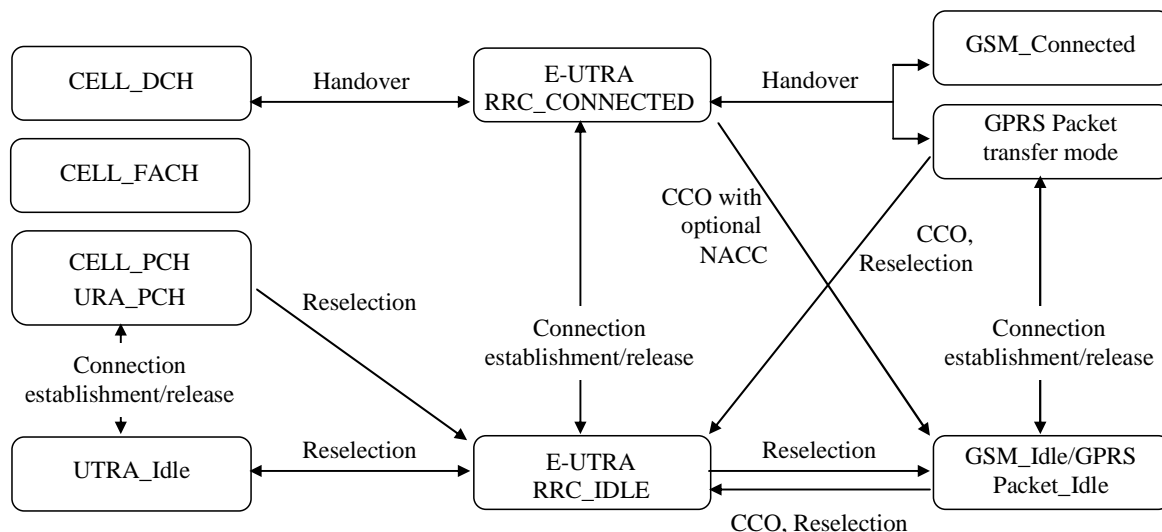 GSM_Connected
CELL_DCH
Handover
E-UTRA
RRC_CONNECTED
Handover
GPRS Packet
transfer mode
CELL_FACH
CCO with
optional
NACC
CCO,
Reselection
CELL_PCH
URA_PCH
Reselection
Connection
establishment/release
Connection
establishment/release
Connection
establishment/release
UTRA_Idle
Reselection
E-UTRA
RRC_IDLE
Reselection
GSM_Idle/GPRS
Packet_Idle
CCO, Reselection